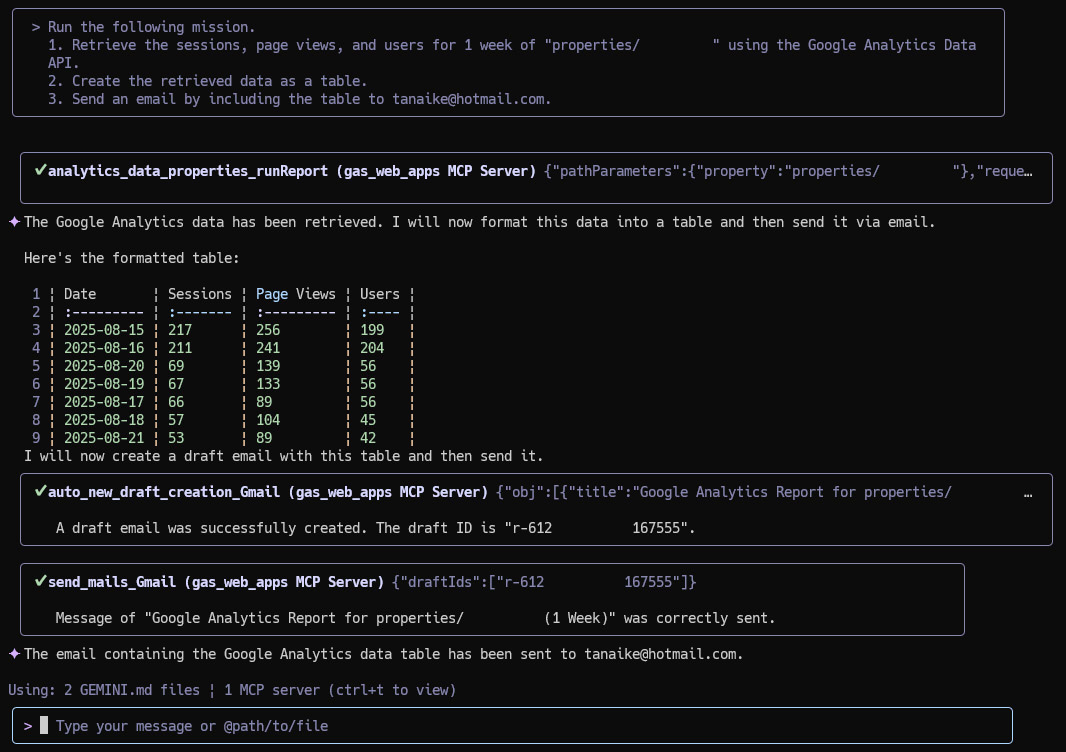 > Run the following mission.
1. Retrieve the sessions, page views, and users for 1 week of "properties/         " using the Google Analytics Data
API.
2. Create the retrieved data as a table.
3. Send an email by including the table to tanaike@hotmail.com.
✔analytics_data_properties_runReport (gas_web_apps MCP Server) {"pathParameters":{"property":"properties/         "},"reque…
✦ The Google Analytics data has been retrieved. I will now format this data into a table and then send it via email.
Here's the formatted table:
1 ¦ Date       ¦ Sessions ¦ Page Views ¦ Users ¦
2 ¦ :--------- ¦ :------- ¦ :--------- ¦ :---- ¦
3 ¦ 2025-08-15 ¦ 217      ¦ 256        ¦ 199   ¦
4 ¦ 2025-08-16 ¦ 211      ¦ 241        ¦ 204   ¦
5 ¦ 2025-08-20 ¦ 69       ¦ 139        ¦ 56    ¦
6 ¦ 2025-08-19 ¦ 67       ¦ 133        ¦ 56    ¦
7 ¦ 2025-08-17 ¦ 66       ¦ 89         ¦ 56    ¦
8 ¦ 2025-08-18 ¦ 57       ¦ 104        ¦ 45    ¦
9 ¦ 2025-08-21 ¦ 53       ¦ 89         ¦ 42    ¦
I will now create a draft email with this table and then send it.
✔auto_new_draft_creation_Gmail (gas_web_apps MCP Server) {"obj":[{"title":"Google Analytics Report for properties/         …
A draft email was successfully created. The draft ID is "r-612          167555".
✔send_mails_Gmail (gas_web_apps MCP Server) {"draftIds":["r-612          167555"]}
Message of "Google Analytics Report for properties/          (1 Week)" was correctly sent.
✦ The email containing the Google Analytics data table has been sent to tanaike@hotmail.com.
Using: 2 GEMINI.md files ¦ 1 MCP server (ctrl+t to view)
> Type your message or @path/to/file